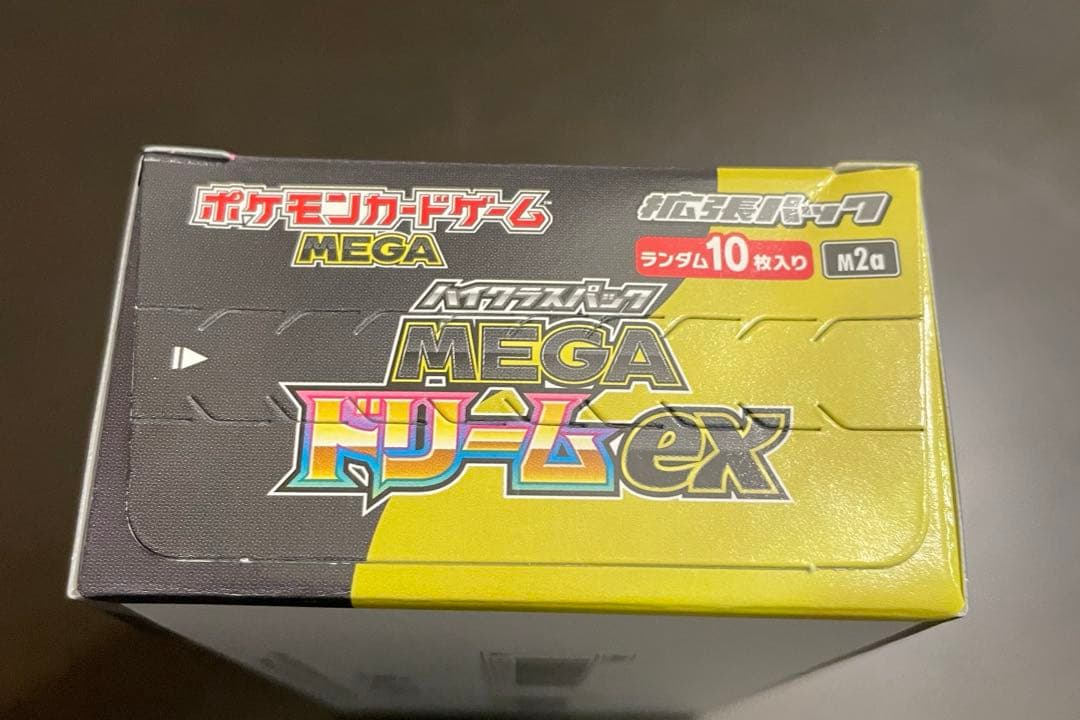 ポケモンカードゲーム
MEGA
拡張パック
ランダム10枚入り
M2a
ハイクラスパック
MEGA
ドリームex